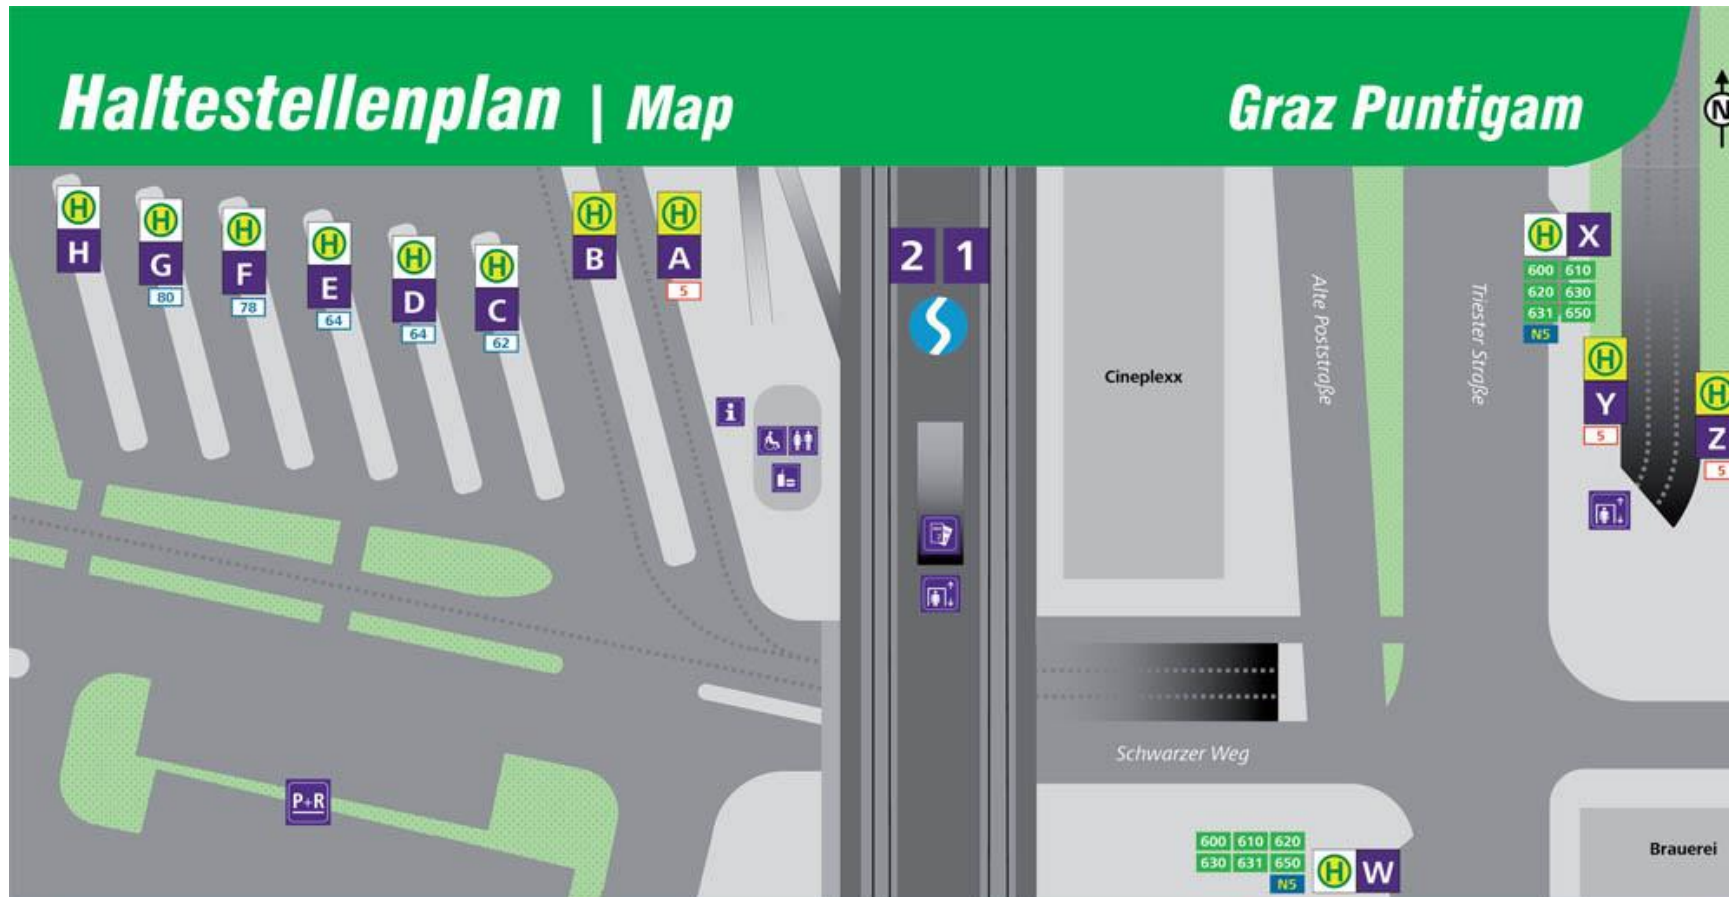 Haltestellenplan | Map
Graz Puntigam
N
H
H
H
G
80
H
F
78
H
E
64
H
D
64
H
C
62
H
B
H
A
5
2 1
i
Cineplexx
Alte Poststraße
Triester Straße
H X
600 610
620 630
631 650
N5
H
Y
5
H
Z
5
Schwarzer Weg
P+R
600 610 620
630 631 650
N5
H W
Brauerei